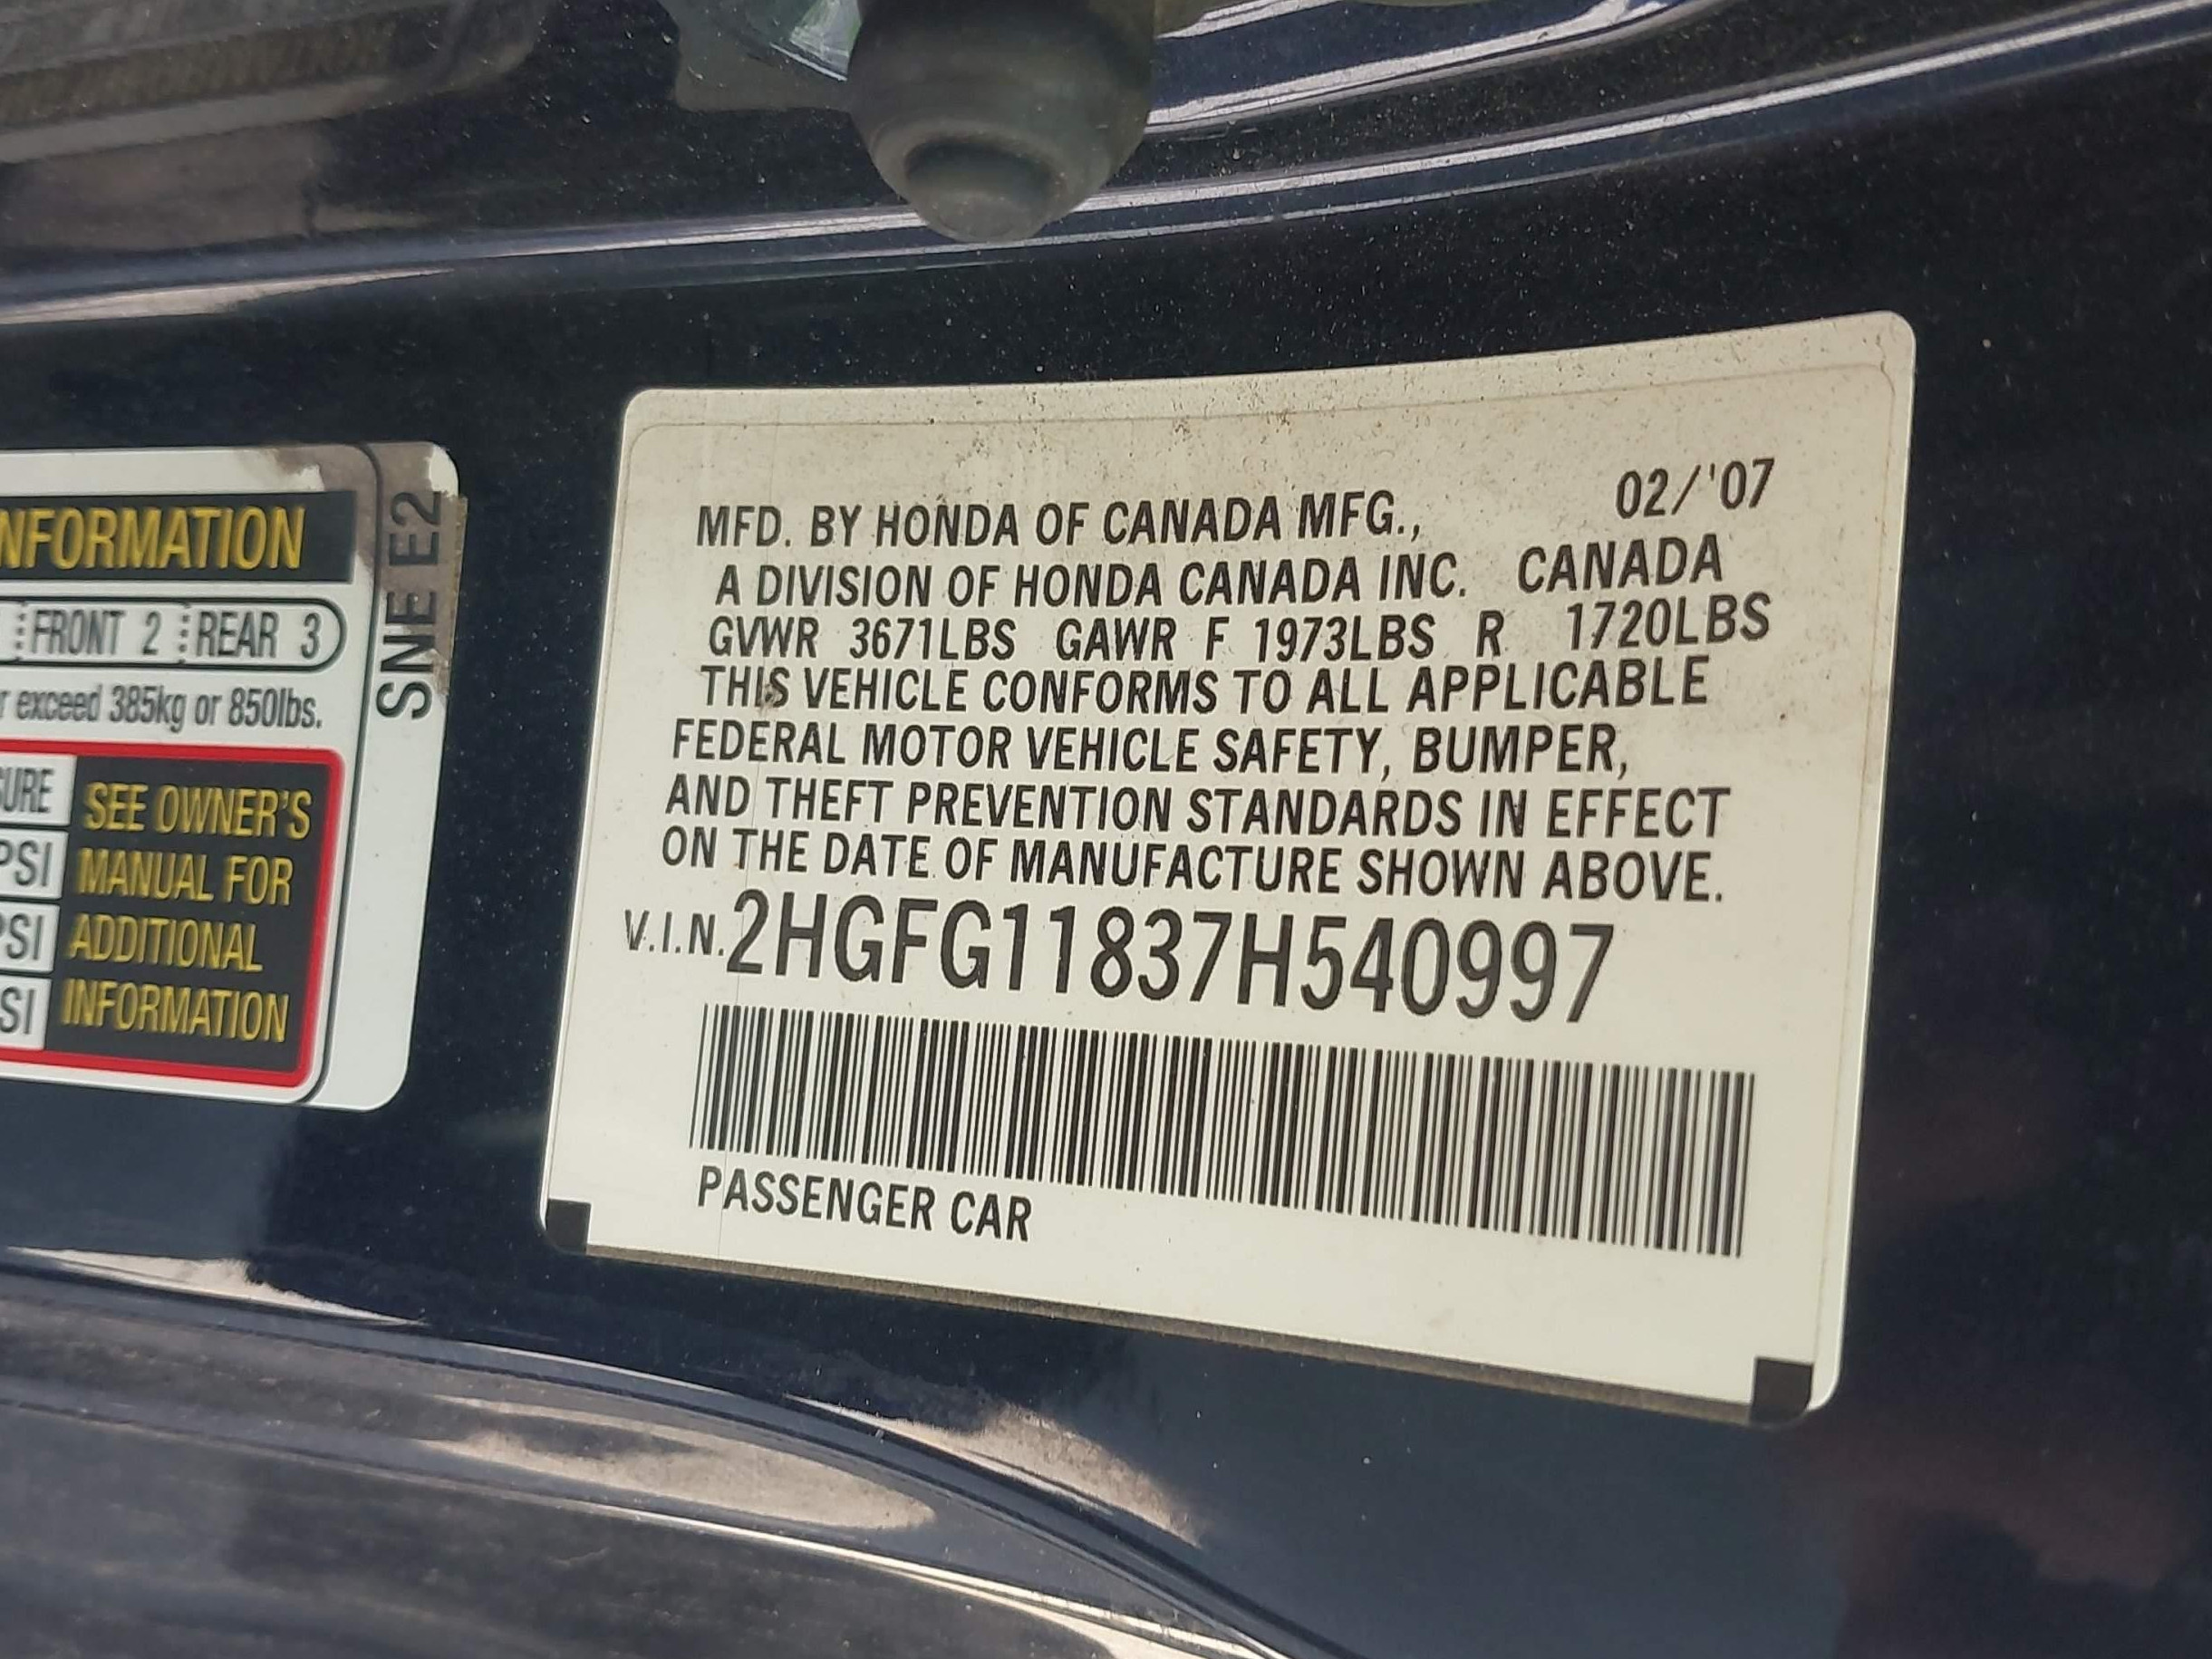 NFORMATION
FRONT 2 REAR 3
exceed 385kg or 850lbs.
SURE
PSI
PSI
SI
SEE OWNER'S
MANUAL FOR
ADDITIONAL
INFORMATION
SNE E2
02/'07
MFD. BY HONDA OF CANADA MFG.,
A DIVISION OF HONDA CANADA INC. CANADA
GVWR 3671LBS GAWR F 1973LBS R 1720LBS
THIS VEHICLE CONFORMS TO ALL APPLICABLE
FEDERAL MOTOR VEHICLE SAFETY, BUMPER,
AND THEFT PREVENTION STANDARDS IN EFFECT
ON THE DATE OF MANUFACTURE SHOWN ABOVE.
V.I.N. 2HGFG11837H540997
PASSENGER CAR